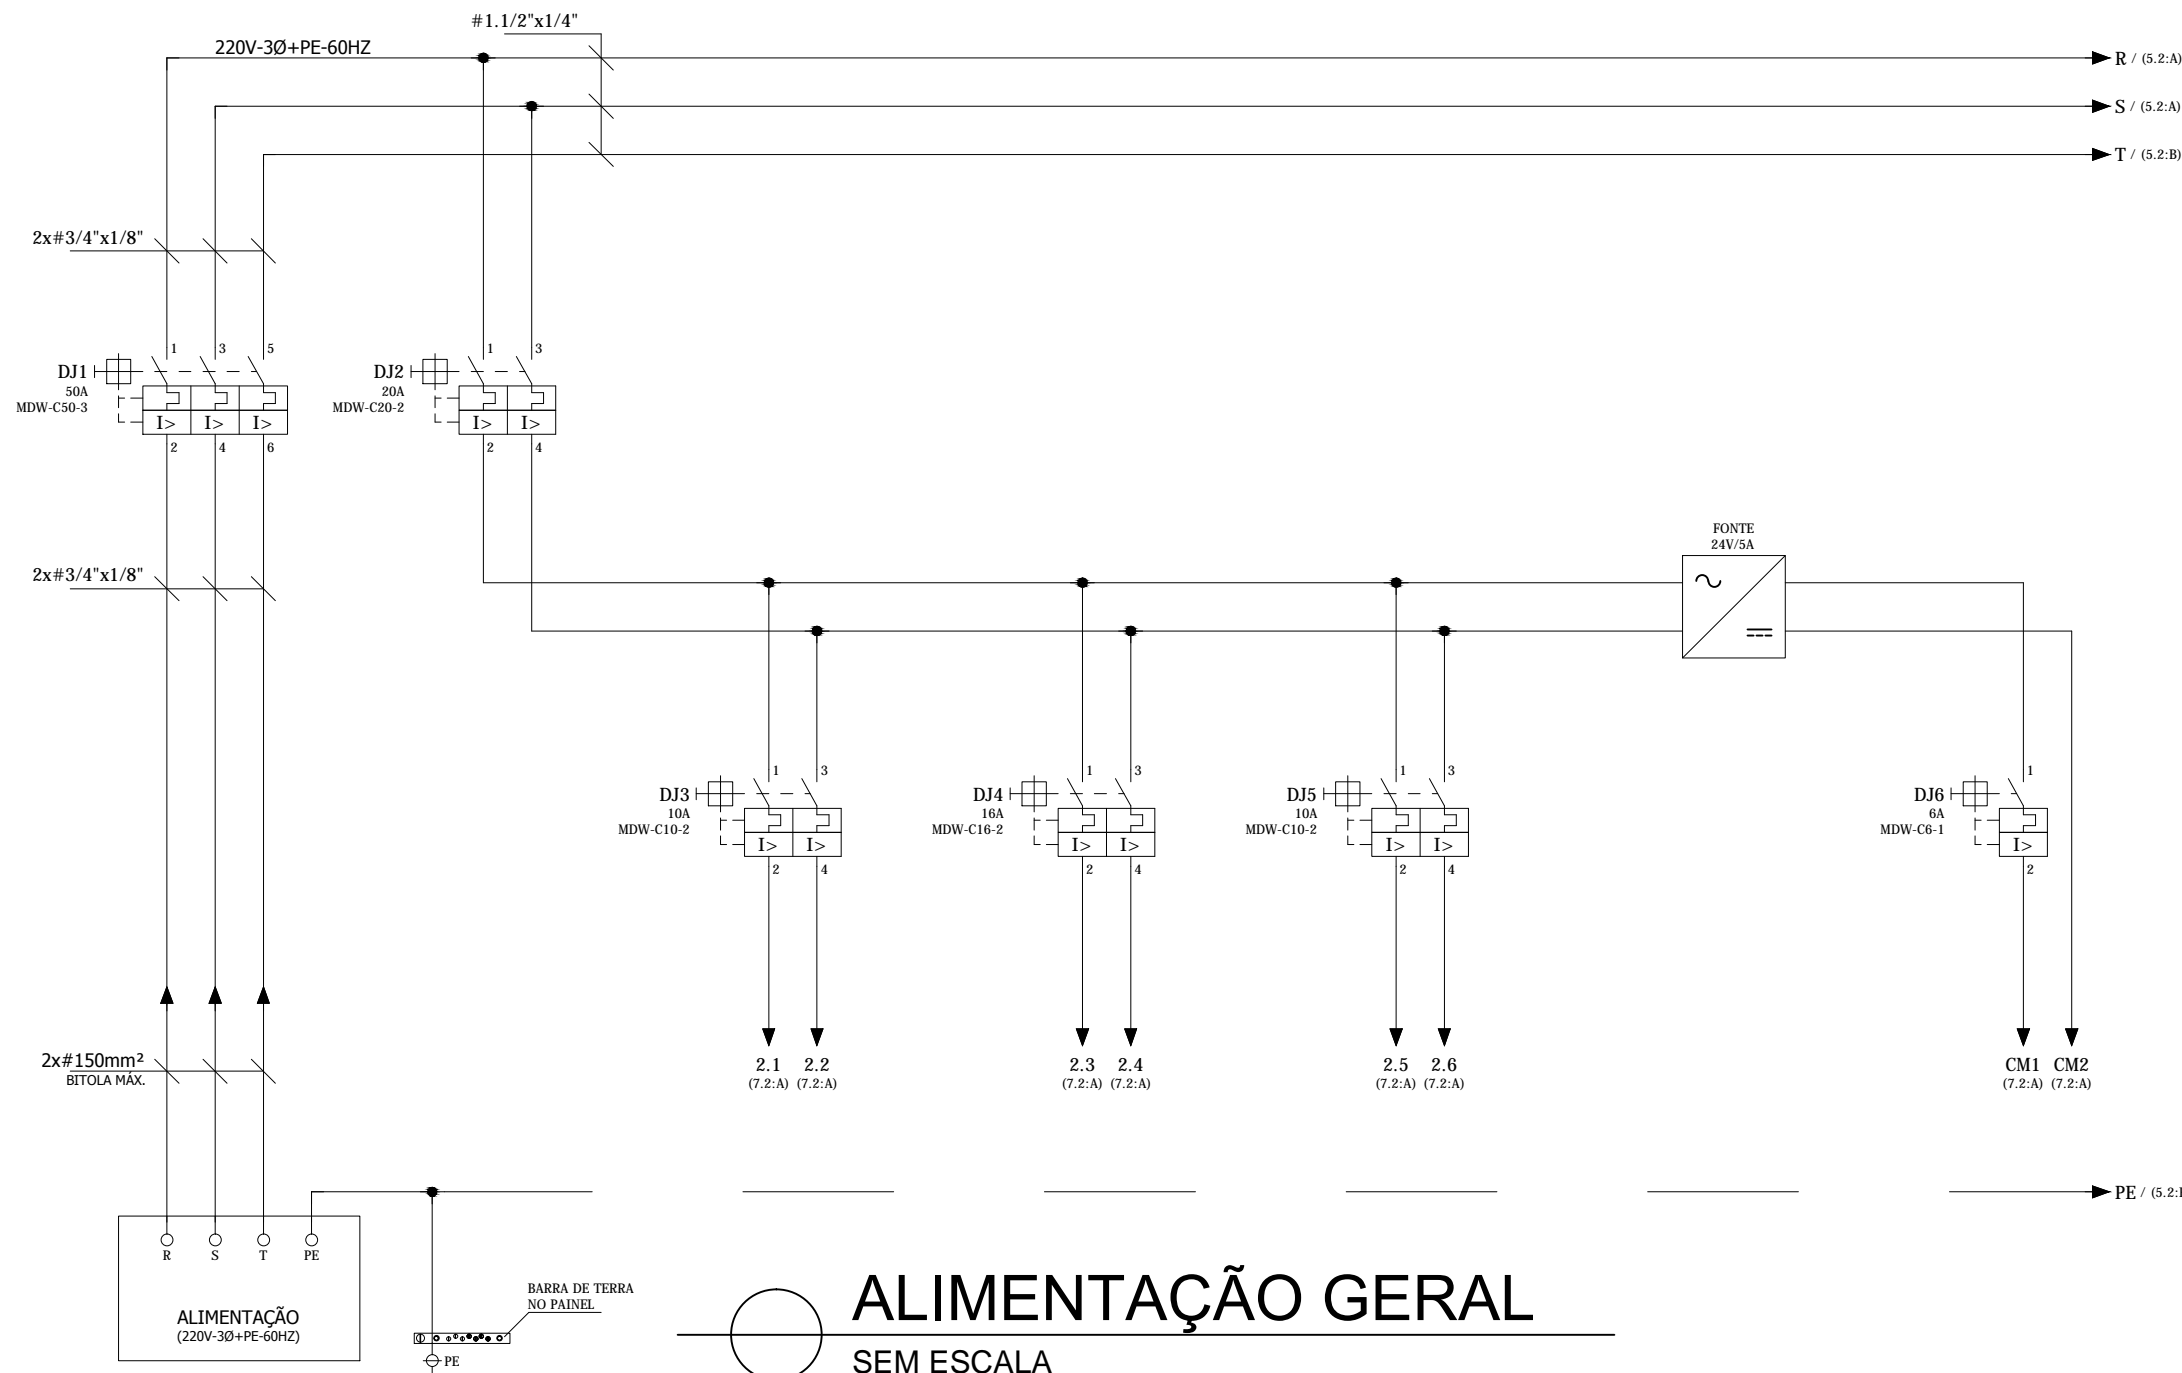 #1.1/2"x1/4"
220V-3Ø+PE-60HZ
R / (5.2:A)
S / (5.2:A)
T / (5.2:B)
2x#3/4"x1/8"
1 3 5
DJ1
50A
MDW-C50-3
I> I> I>
2 4 6
1 3
DJ2
20A
MDW-C20-2
I> I>
2 4
2x#3/4"x1/8"
FONTE
24V/5A
1 3
DJ3
10A
MDW-C10-2
I> I>
2 4
1 3
DJ4
16A
MDW-C16-2
I> I>
2 4
1 3
DJ5
10A
MDW-C10-2
I> I>
2 4
1
DJ6
6A
MDW-C6-1
I>
2
2x#150mm²
BITOLA MÁX.
2.1 2.2
(7.2:A) (7.2:A)
2.3 2.4
(7.2:A) (7.2:A)
2.5 2.6
(7.2:A) (7.2:A)
CM1 CM2
(7.2:A) (7.2:A)
PE / (5.2:
R S T PE
ALIMENTAÇÃO
(220V-3Ø+PE-60HZ)
BARRA DE TERRA
NO PAINEL
PE
ALIMENTAÇÃO GERAL
SEM ESCALA